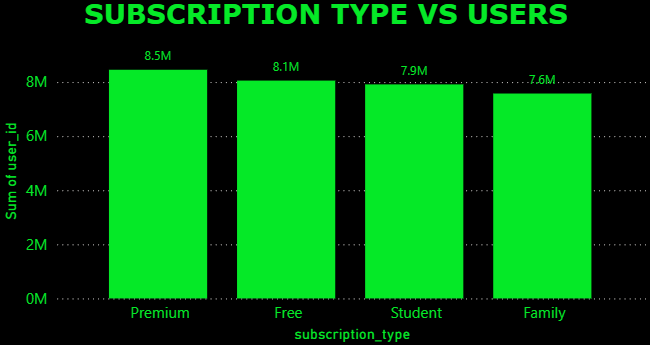 SUBSCRIPTION TYPE VS USERS
8.5M
8.1M
7.9M
7.6M
8M
6M
4M
2M
0M
Sum of user_id
Premium Free Student Family
subscription_type